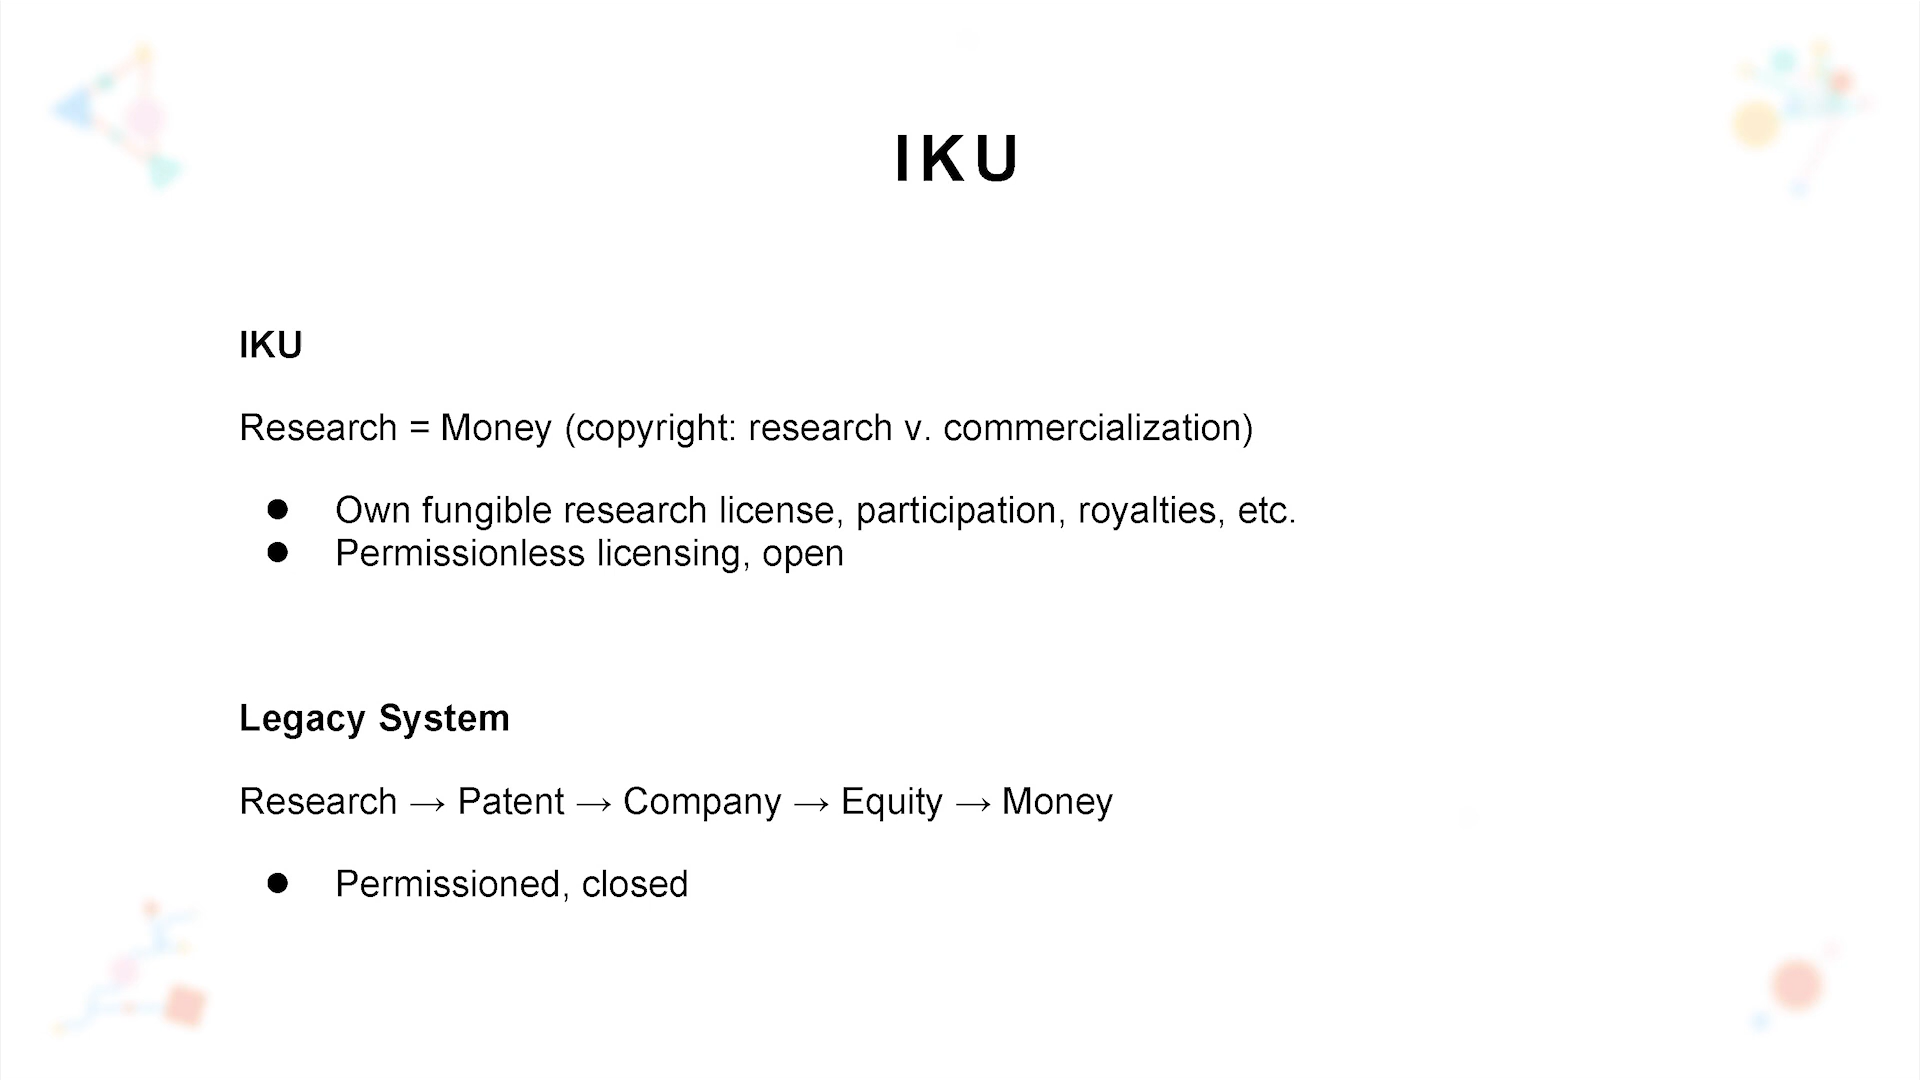 IKU
IKU
Research = Money (copyright: research v. commercialization)
● Own fungible research license, participation, royalties, etc.
● Permissionless licensing, open
Legacy System
Research → Patent → Company → Equity → Money
● Permissioned, closed